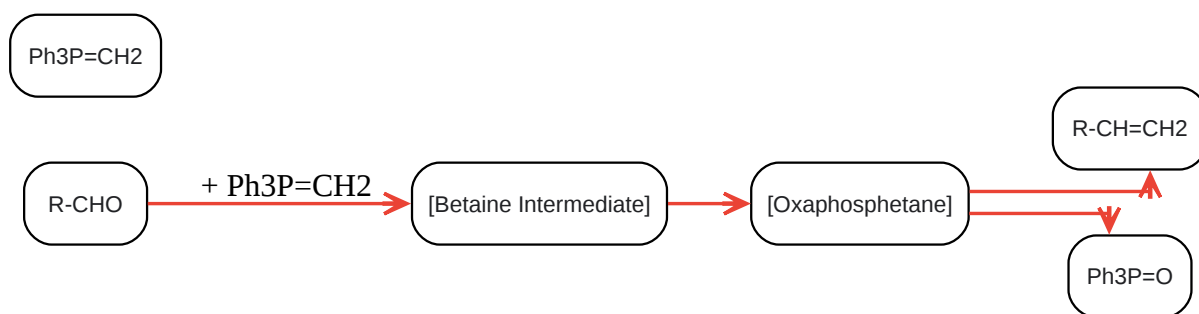 Ph3P=CH2
R-CHO
+ Ph3P=CH2
[Betaine Intermediate]
[Oxaphosphetane]
R-CH=CH2
Ph3P=O